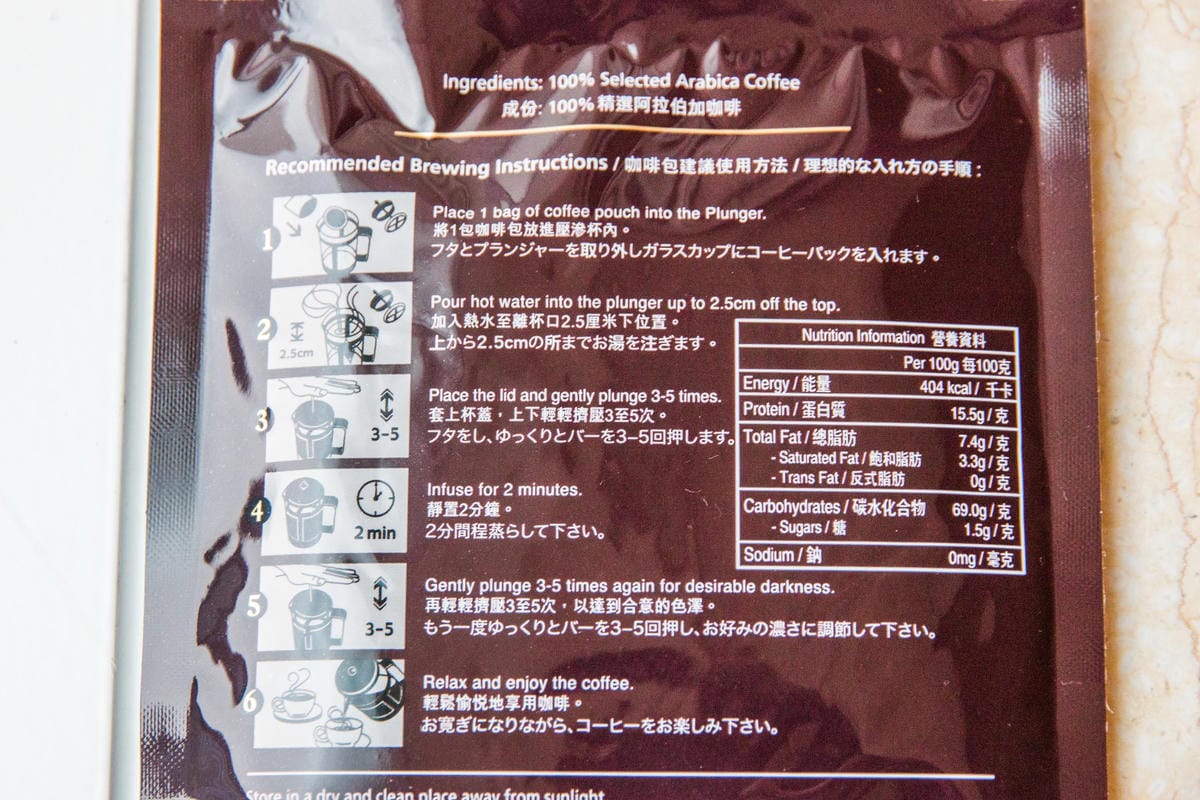 Ingredients: 100% Selected Arabica Coffee
成份: 100% 精選阿拉伯加咖啡
Recommended Brewing Instructions / 咖啡包建議使用方法 / 理想的な入れ方の手順 :
1
Place 1 bag of coffee pouch into the Plunger.
將1包咖啡包放進壓滲杯內。
フタとプランジャーを取り外しガラスカップにコーヒーパックを入れます。
2
2.5cm
Pour hot water into the plunger up to 2.5cm off the top.
加入熱水至離杯口2.5厘米下位置。
上から2.5cmの所までお湯を注ぎます。
3
3-5
Place the lid and gently plunge 3-5 times.
套上杯蓋，上下輕輕擠壓3至5次。
フタをし、ゆっくりとバーを3–5回押します。
4
2 min
Infuse for 2 minutes.
靜置2分鐘。
2分間程蒸らして下さい。
5
3-5
Gently plunge 3-5 times again for desirable darkness.
再輕輕擠壓3至5次，以達到合意的色澤。
もう一度ゆっくりとバーを3–5回押し、お好みの濃さに調節して下さい。
6
Relax and enjoy the coffee.
輕鬆愉悅地享用咖啡。
お寛ぎになりながら、コーヒーをお楽しみ下さい。
Nutrition Information 營養資料
Per 100g 每100克
Energy / 能量 404 kcal / 千卡
Protein / 蛋白質 15.5g / 克
Total Fat / 總脂肪 7.4g / 克
- Saturated Fat / 飽和脂肪 3.3g / 克
- Trans Fat / 反式脂肪 0g / 克
Carbohydrates / 碳水化合物 69.0g / 克
- Sugars / 糖 1.5g / 克
Sodium / 鈉 0mg / 毫克
Store in a dry and clean place away from sunlight.